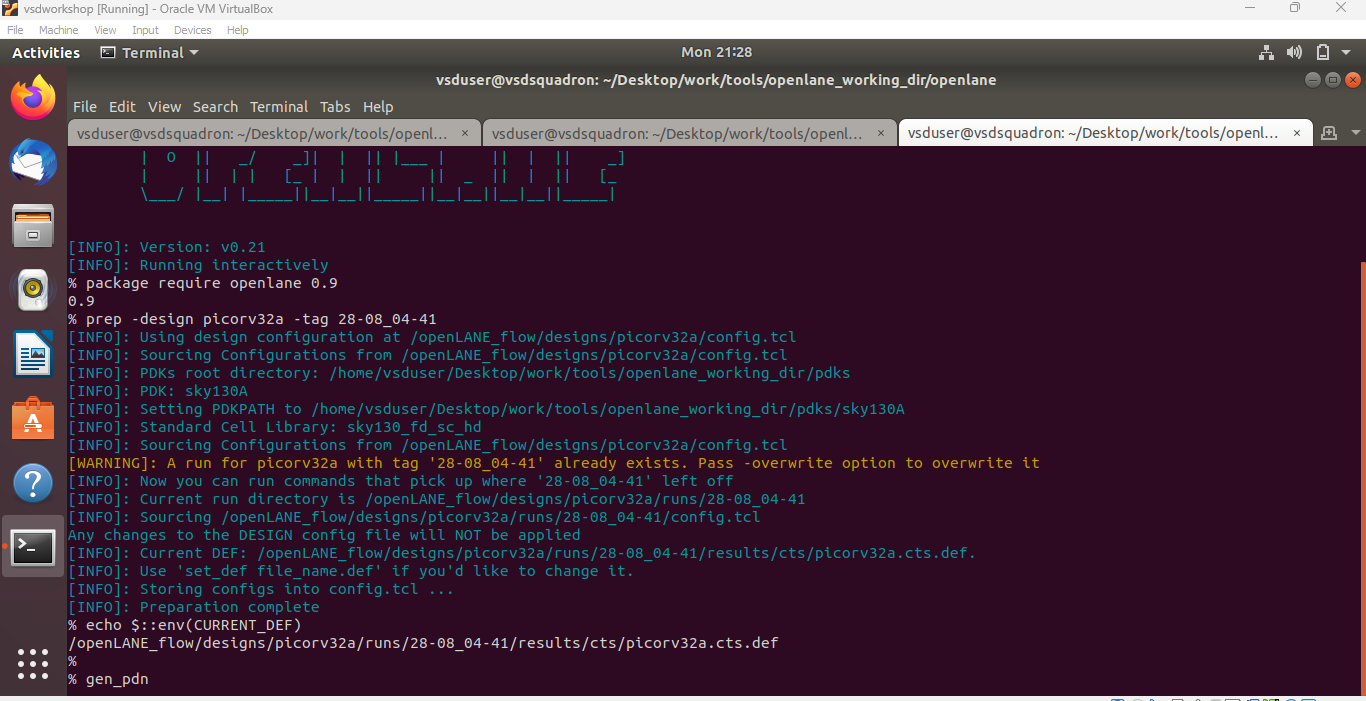 vsdworkshop [Running] - Oracle VM VirtualBox
File Machine View Input Devices Help
Activities Terminal Mon 21:28
vsduser@vsdsquadron: ~/Desktop/work/tools/openlane_working_dir/openlane
File Edit View Search Terminal Tabs Help
vsduser@vsdsquadron: ~/Desktop/work/tools/openl... × vsduser@vsdsquadron: ~/Desktop/work/tools/openl... × vsduser@vsdsquadron: ~/Desktop/work/tools/openl... ×
| O || _/ _]| | || |___ | || | || _]
| || | | [_ | | || || _ || | || [_
\___/ |__| |_____||__|__||_____||__|__||__|__||_____|
[INFO]: Version: v0.21
[INFO]: Running interactively
% package require openlane 0.9
0.9
% prep -design picorv32a -tag 28-08_04-41
[INFO]: Using design configuration at /openLANE_flow/designs/picorv32a/config.tcl
[INFO]: Sourcing Configurations from /openLANE_flow/designs/picorv32a/config.tcl
[INFO]: PDKs root directory: /home/vsduser/Desktop/work/tools/openlane_working_dir/pdks
[INFO]: PDK: sky130A
[INFO]: Setting PDKPATH to /home/vsduser/Desktop/work/tools/openlane_working_dir/pdks/sky130A
[INFO]: Standard Cell Library: sky130_fd_sc_hd
[INFO]: Sourcing Configurations from /openLANE_flow/designs/picorv32a/config.tcl
[WARNING]: A run for picorv32a with tag '28-08_04-41' already exists. Pass -overwrite option to overwrite it
[INFO]: Now you can run commands that pick up where '28-08_04-41' left off
[INFO]: Current run directory is /openLANE_flow/designs/picorv32a/runs/28-08_04-41
[INFO]: Sourcing /openLANE_flow/designs/picorv32a/runs/28-08_04-41/config.tcl
Any changes to the DESIGN config file will NOT be applied
[INFO]: Current DEF: /openLANE_flow/designs/picorv32a/runs/28-08_04-41/results/cts/picorv32a.cts.def.
[INFO]: Use 'set_def file_name.def' if you'd like to change it.
[INFO]: Storing configs into config.tcl ...
[INFO]: Preparation complete
% echo $::env(CURRENT_DEF)
/openLANE_flow/designs/picorv32a/runs/28-08_04-41/results/cts/picorv32a.cts.def
%
% gen_pdn